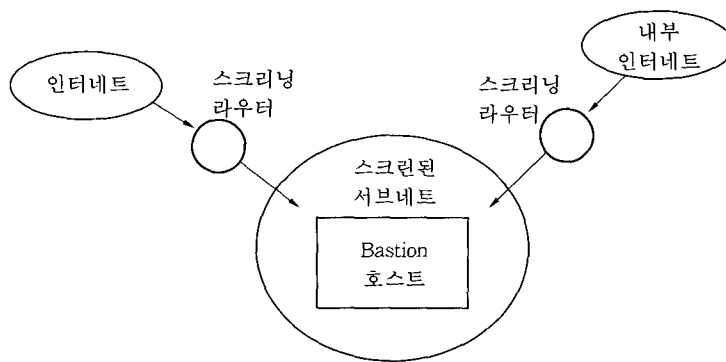 인터네트
스크리닝
라우터
내부
인터네트
스크리닝
라우터
스크린된
서브네트
Bastion
호스트